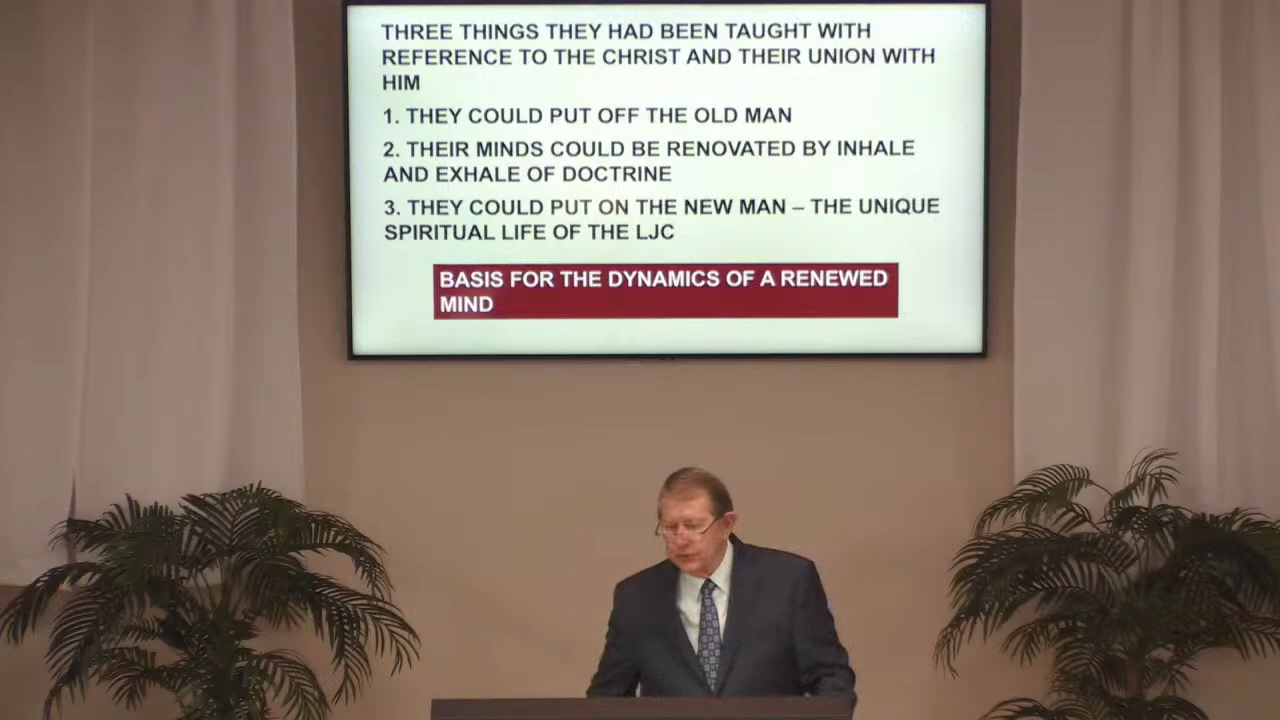 THREE THINGS THEY HAD BEEN TAUGHT WITH
REFERENCE TO THE CHRIST AND THEIR UNION WITH
HIM
1. THEY COULD PUT OFF THE OLD MAN
2. THEIR MINDS COULD BE RENOVATED BY INHALE
AND EXHALE OF DOCTRINE
3. THEY COULD PUT ON THE NEW MAN – THE UNIQUE
SPIRITUAL LIFE OF THE LJC
BASIS FOR THE DYNAMICS OF A RENEWED
MIND